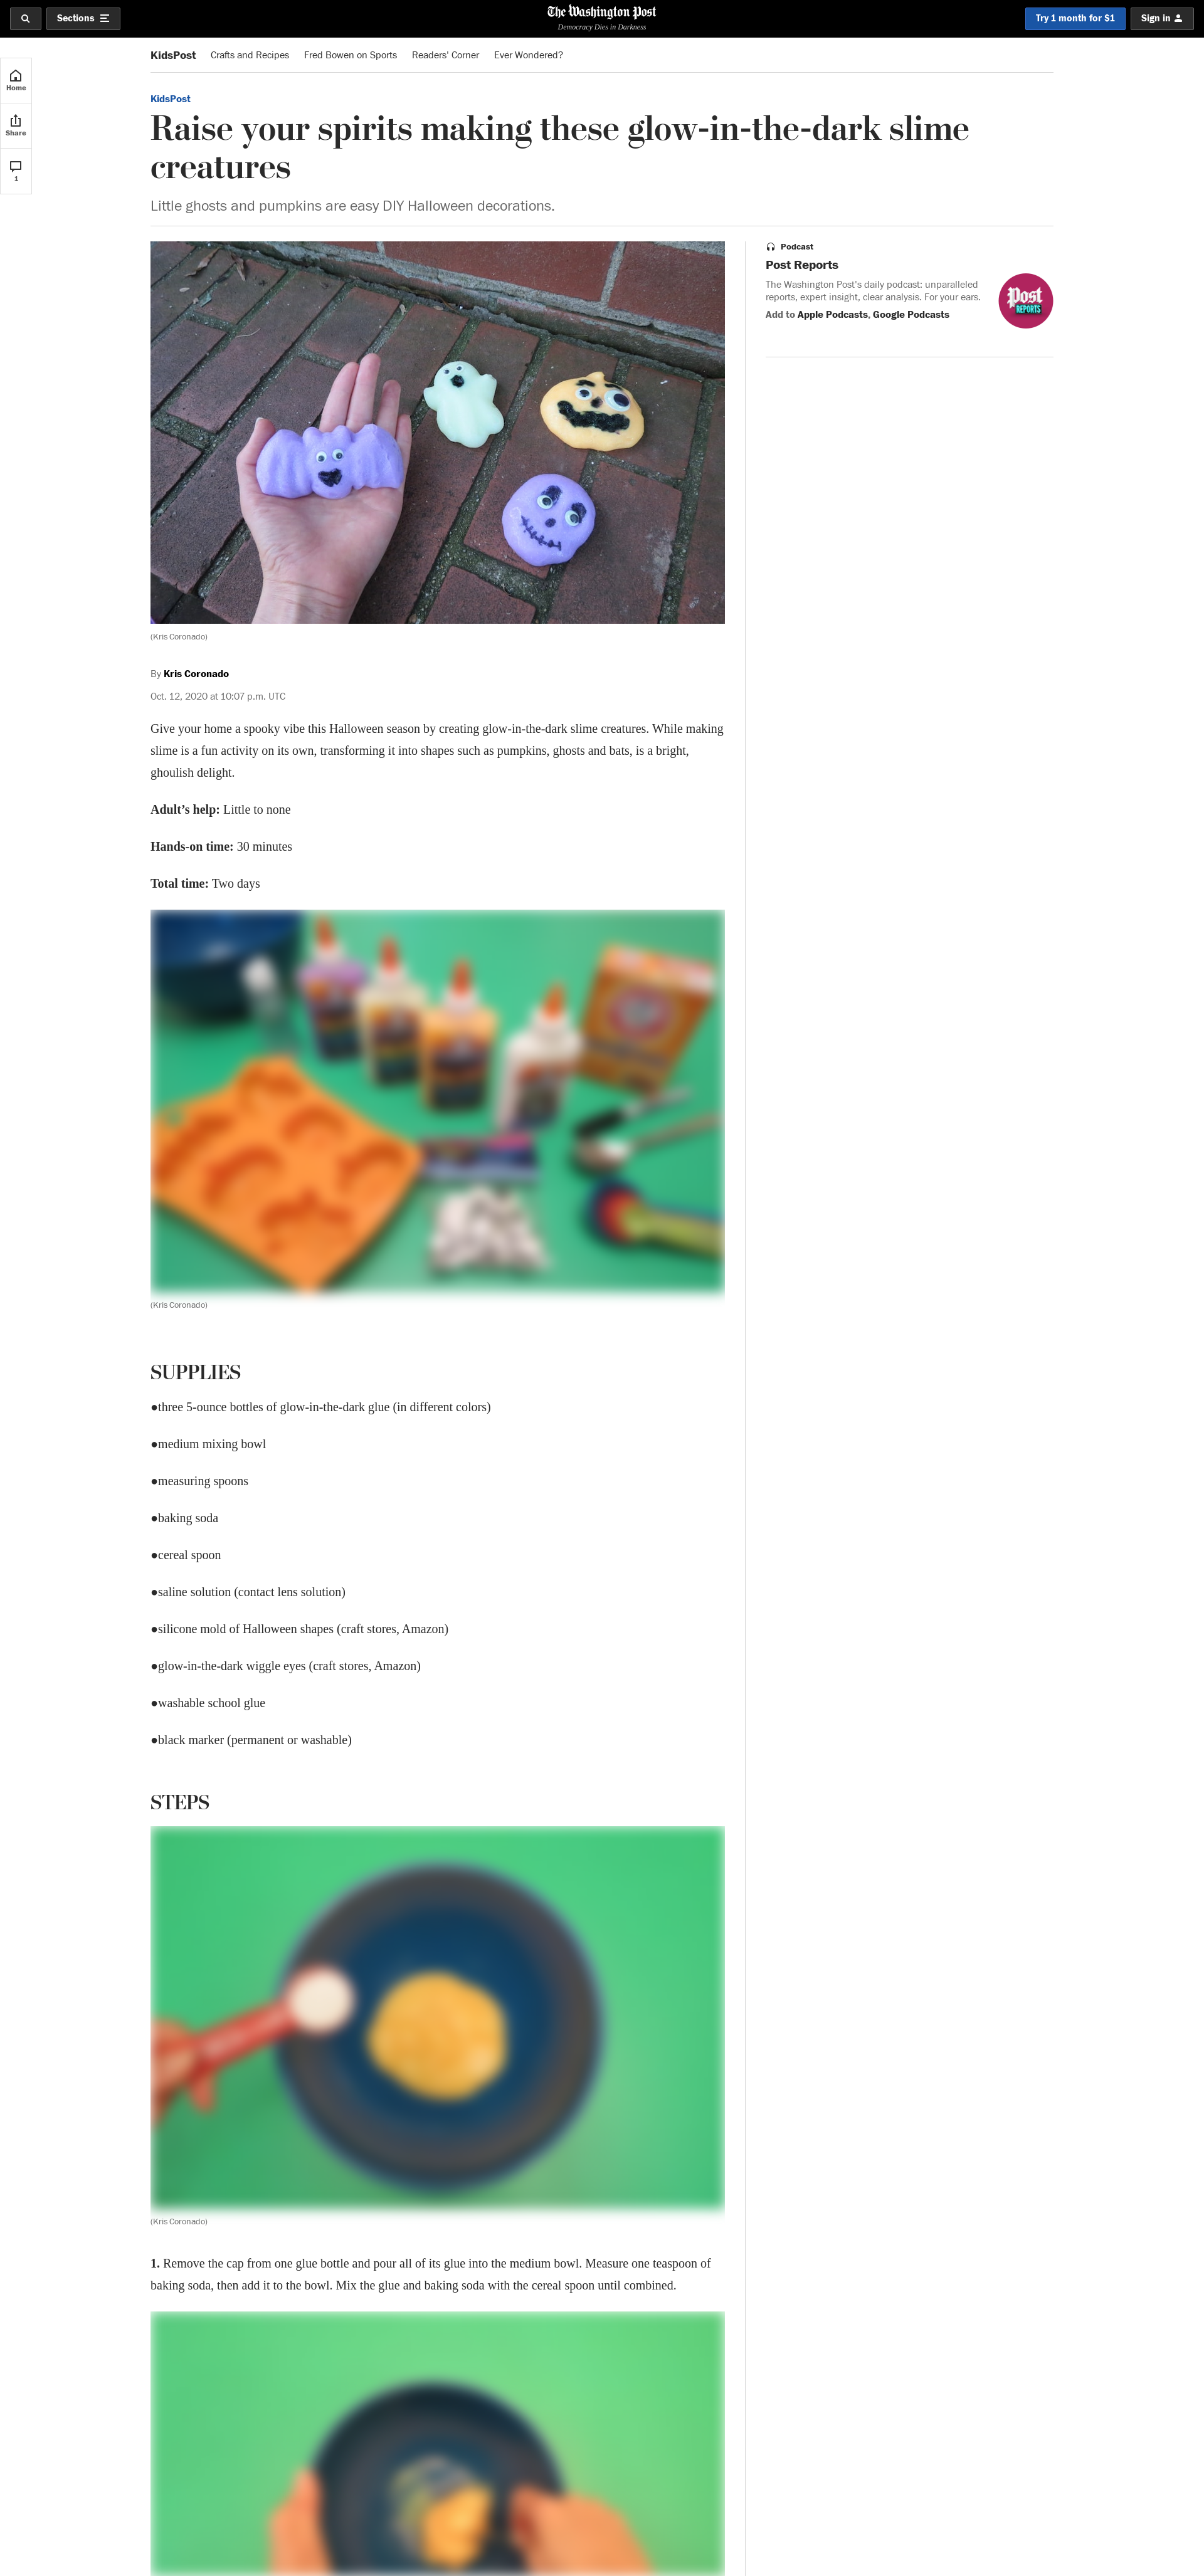 Sections
The Washington Post
Democracy Dies in Darkness
Try 1 month for $1
Sign in
Home
Share
1
KidsPost Crafts and Recipes Fred Bowen on Sports Readers' Corner Ever Wondered?
KidsPost
Raise your spirits making these glow-in-the-dark slime
creatures
Little ghosts and pumpkins are easy DIY Halloween decorations.
(Kris Coronado)
Podcast
Post Reports
The Washington Post's daily podcast: unparalleled
reports, expert insight, clear analysis. For your ears.
Add to Apple Podcasts, Google Podcasts
Post
REPORTS
By Kris Coronado
Oct. 12, 2020 at 10:07 p.m. UTC
Give your home a spooky vibe this Halloween season by creating glow-in-the-dark slime creatures. While making
slime is a fun activity on its own, transforming it into shapes such as pumpkins, ghosts and bats, is a bright,
ghoulish delight.
Adult’s help: Little to none
Hands-on time: 30 minutes
Total time: Two days
(Kris Coronado)
SUPPLIES
●three 5-ounce bottles of glow-in-the-dark glue (in different colors)
●medium mixing bowl
●measuring spoons
●baking soda
●cereal spoon
●saline solution (contact lens solution)
●silicone mold of Halloween shapes (craft stores, Amazon)
●glow-in-the-dark wiggle eyes (craft stores, Amazon)
●washable school glue
●black marker (permanent or washable)
STEPS
(Kris Coronado)
1. Remove the cap from one glue bottle and pour all of its glue into the medium bowl. Measure one teaspoon of
baking soda, then add it to the bowl. Mix the glue and baking soda with the cereal spoon until combined.